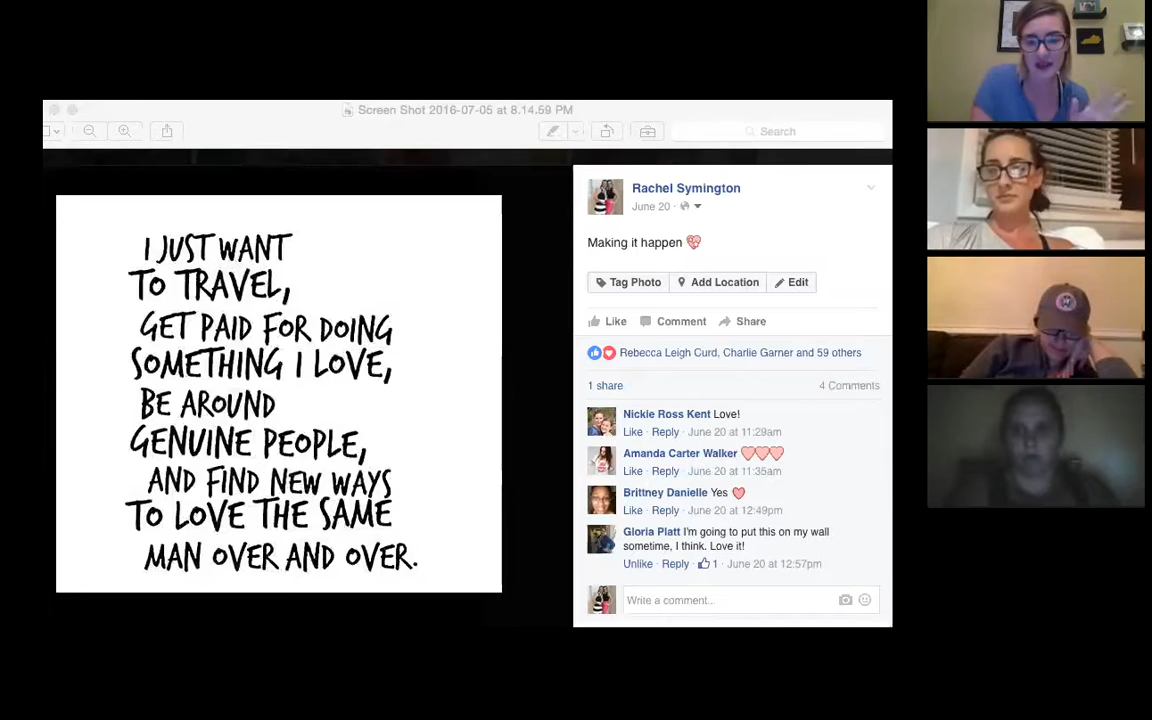 Screen Shot 2016-07-05 at 8.14.59 PM
Search
I JUST WANT
TO TRAVEL,
GET PAID FOR DOING
SOMETHING I LOVE,
BE AROUND
GENUINE PEOPLE,
AND FIND NEW WAYS
TO LOVE THE SAME
MAN OVER AND OVER.
Rachel Symington
June 20
Making it happen
Tag Photo Add Location Edit
Like Comment Share
Rebecca Leigh Curd, Charlie Garner and 59 others
1 share 4 Comments
Nickie Ross Kent Love!
Like · Reply · June 20 at 11:29am
Amanda Carter Walker
Like · Reply · June 20 at 11:35am
Brittney Danielle Yes
Like · Reply · June 20 at 12:49pm
Gloria Platt I'm going to put this on my wall
sometime, I think. Love it!
Unlike · Reply · 1 · June 20 at 12:57pm
Write a comment...